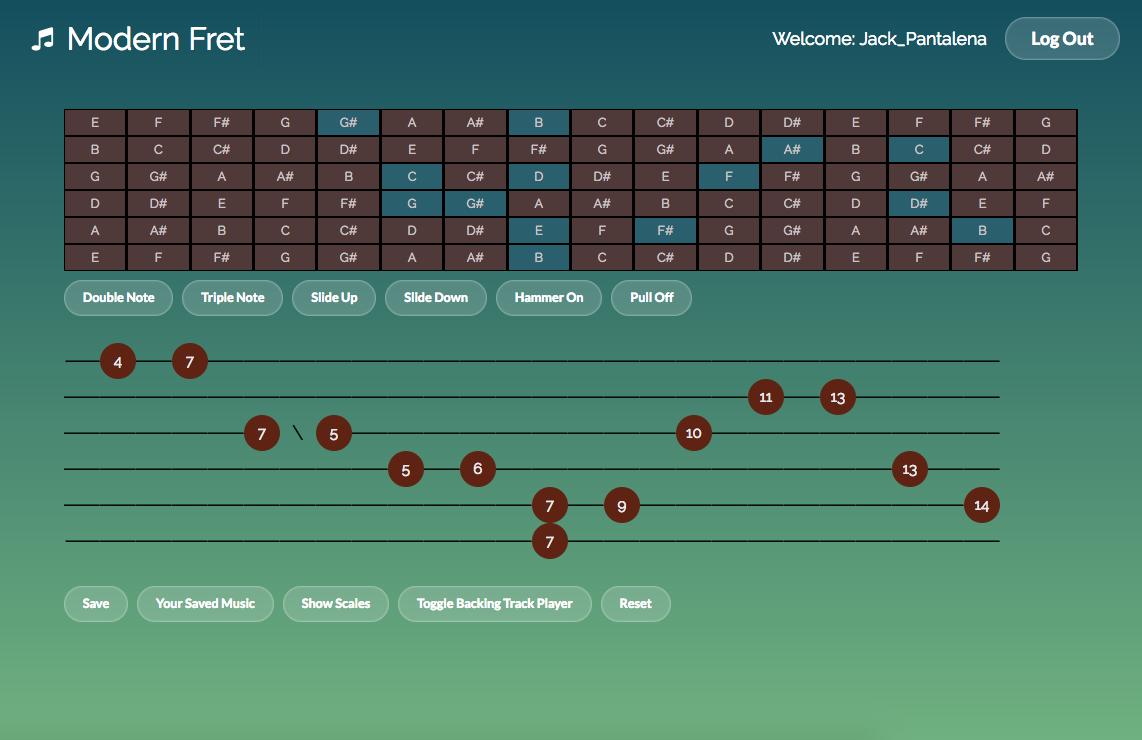 Modern Fret
Welcome: Jack_Pantalena
Log Out
E F F# G G# A A# B C C# D D# E F F# G
B C C# D D# E F F# G G# A A# B C C# D
G G# A A# B C C# D D# E F F# G G# A A#
D D# E F F# G G# A A# B C C# D D# E F
A A# B C C# D D# E F F# G G# A A# B C
E F F# G G# A A# B C C# D D# E F F# G
Double Note Triple Note Slide Up Slide Down Hammer On Pull Off
4 7
11 13
7 \ 5 10
5 6 13
7 9 14
7
Save Your Saved Music Show Scales Toggle Backing Track Player Reset